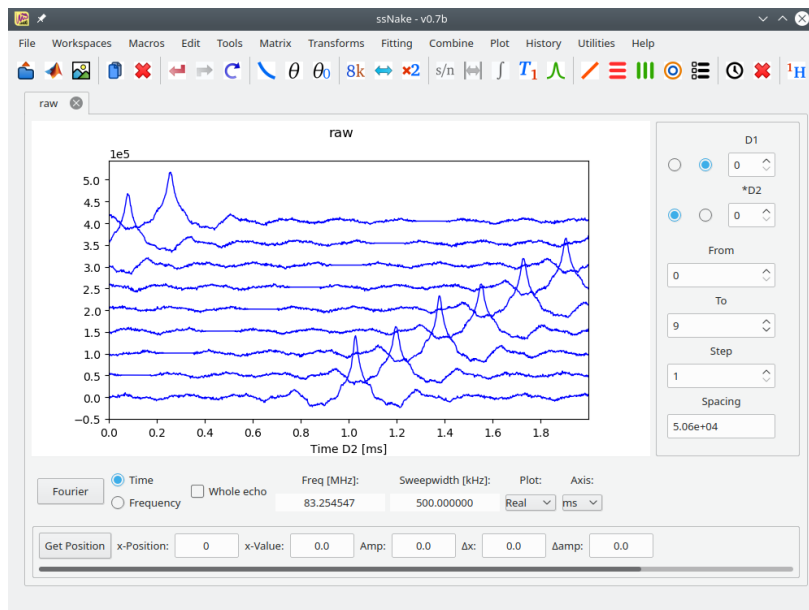 ssNake - v0.7b
File Workspaces Macros Edit Tools Matrix Transforms Fitting Combine Plot History Utilities Help
θ θ0 8k ×2 s/n ∫ T1 1H
raw
raw
1e5
5.0
4.5
4.0
3.5
3.0
2.5
2.0
1.5
1.0
0.5
0.0
−0.5
0.0 0.2 0.4 0.6 0.8 1.0 1.2 1.4 1.6 1.8
Time D2 [ms]
D1
0
*D2
0
From
0
To
9
Step
1
Spacing
5.06e+04
Fourier
Time
Frequency
Whole echo
Freq [MHz]: Sweepwidth [kHz]: Plot: Axis:
83.254547 500.000000 Real ms
Get Position x-Position: 0 x-Value: 0.0 Amp: 0.0 Δx: 0.0 Δamp: 0.0